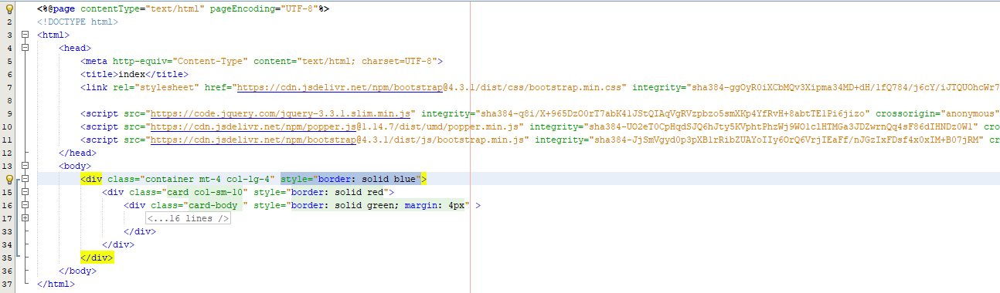 1 <%@page contentType="text/html" pageEncoding="UTF-8"%>
2 <!DOCTYPE html>
3 <html>
4 <head>
5 <meta http-equiv="Content-Type" content="text/html; charset=UTF-8">
6 <title>index</title>
7 <link rel="stylesheet" href="https://cdn.jsdelivr.net/npm/bootstrap@4.3.1/dist/css/bootstrap.min.css" integrity="sha384-ggOyR0iXCbMQv3Xipma34MD+dH/1fQ784/j6cY/iJTQUOhcWr7
8
9 <script src="https://code.jquery.com/jquery-3.3.1.slim.min.js" integrity="sha384-q8i/X+965DzO0rT7abK41JStQIAqVgRVzpbzo5smXKp4YfRvH+8abtTE1Pi6jizo" crossorigin="anonymous"
10 <script src="https://cdn.jsdelivr.net/npm/popper.js@1.14.7/dist/umd/popper.min.js" integrity="sha384-UO2eT0CpHqdSJQ6hJty5KVphtPhzWj9WO1clHTMGa3JDZwrnQq4sF86dIHNDz0W1" cro
11 <script src="https://cdn.jsdelivr.net/npm/bootstrap@4.3.1/dist/js/bootstrap.min.js" integrity="sha384-JjSmVgyd0p3pXB1rRibZUAYoIIy6OrQ6VrjIEaFf/nJGzIxFDsf4x0xIM+B07jRM" cr
12 </head>
13 <body>
<div class="container mt-4 col-lg-4" style="border: solid blue">
15 <div class="card col-sm-10" style="border: solid red">
16 <div class="card-body " style="border: solid green; margin: 4px" >
17 <...16 lines />
33 </div>
34 </div>
35 </div>
36 </body>
37 </html>